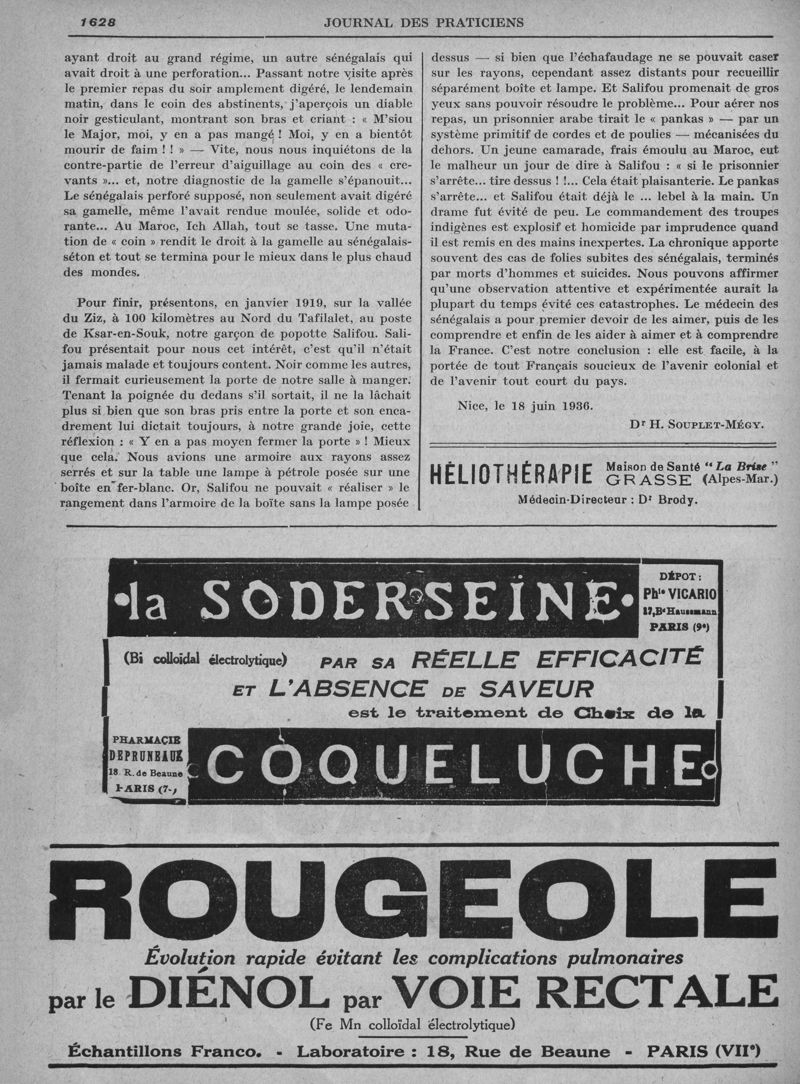 1628
JOURNAL DES PRATICIENS
ayant droit au grand régime, un autre sénégalais qui
avait droit à une perforation... Passant notre visite après
le premier repas du soir amplement digéré, le lendemain
matin, dans le coin des abstinents, j'aperçois un diable
noir gesticulant, montrant son bras et criant : « M'siou
le Major, moi, y en a pas mangé ! Moi, y en a bientôt
mourir de faim ! ! » — Vite, nous nous inquiétons de la
contre-partie de l'erreur d'aiguillage au coin des « cre-
vants »... et, notre diagnostic de la gamelle s'épanouit...
Le sénégalais perforé supposé, non seulement avait digéré
sa gamelle, même l'avait rendue moulée, solide et odo-
rante... Au Maroc, Ich Allah, tout se tasse. Une muta-
tion de « coin » rendit le droit à la gamelle au sénégalais-
séton et tout se termina pour le mieux dans le plus chaud
des mondes.
Pour finir, présentons, en janvier 1919, sur la vallée
du Ziz, à 100 kilomètres au Nord du Tafilalet, au poste
de Ksar-en-Souk, notre garçon de popotte Salifou. Sali-
fou présentait pour nous cet intérêt, c'est qu'il n'était
jamais malade et toujours content. Noir comme les autres,
il fermait curieusement la porte de notre salle à manger.
Tenant la poignée du dedans s'il sortait, il ne la lâchait
plus si bien que son bras pris entre la porte et son enca-
drement lui dictait toujours, à notre grande joie, cette
réflexion : « Y en a pas moyen fermer la porte » ! Mieux
que cela. Nous avions une armoire aux rayons assez
serrés et sur la table une lampe à pétrole posée sur une
boîte en fer-blanc. Or, Salifou ne pouvait « réaliser » le
rangement dans l'armoire de la boîte sans la lampe posée
dessus — si bien que l'échafaudage ne se pouvait caser
sur les rayons, cependant assez distants pour recueillir
séparément boîte et lampe. Et Salifou promenait de gros
yeux sans pouvoir résoudre le problème... Pour aérer nos
repas, un prisonnier arabe tirait le « pankas » — par un
système primitif de cordes et de poulies — mécanisées du
dehors. Un jeune camarade, frais émoulu au Maroc, eut
le malheur un jour de dire à Salifou : « si le prisonnier
s'arrête... tire dessus ! !... Cela était plaisanterie. Le pankas
s'arrête... et Salifou était déjà le ... lebel à la main. Un
drame fut évité de peu. Le commandement des troupes
indigènes est explosif et homicide par imprudence quand
il est remis en des mains inexpertes. La chronique apporte
souvent des cas de folies subites des sénégalais, terminés
par morts d'hommes et suicides. Nous pouvons affirmer
qu'une observation attentive et expérimentée aurait la
plupart du temps évité ces catastrophes. Le médecin des
sénégalais a pour premier devoir de les aimer, puis de les
comprendre et enfin de les aider à aimer et à comprendre
la France. C'est notre conclusion : elle est facile, à la
portée de tout Français soucieux de l'avenir colonial et
de l'avenir tout court du pays.
Nice, le 18 juin 1936.
Dr H. Souplet-Mégy.
HÉLIOTHÉRAPIE
Maison de Santé “ La Brise ”
GRASSE (Alpes-Mar.)
Médecin-Directeur : Dr Brody.
la SODERSEINE
DÉPOT :
Phie VICARIO
17, Bd Haussmann
PARIS (9e)
(Bi colloïdal électrolytique) PAR SA RÉELLE EFFICACITÉ
ET L'ABSENCE DE SAVEUR
est le traitement de Choix de la
PHARMACIE
DEPRUNEAUX
18 R. de Beaune
PARIS (7e)
COQUELUCHE
ROUGEOLE
Évolution rapide évitant les complications pulmonaires
par le DIÉNOL par VOIE RECTALE
(Fe Mn colloïdal électrolytique)
Échantillons Franco. - Laboratoire : 18, Rue de Beaune - PARIS (VIIe)